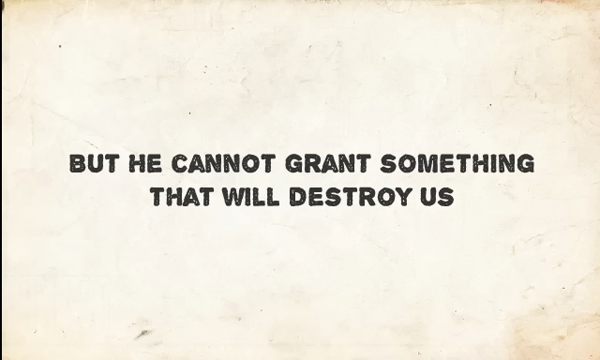 BUT HE CANNOT GRANT SOMETHING
THAT WILL DESTROY US